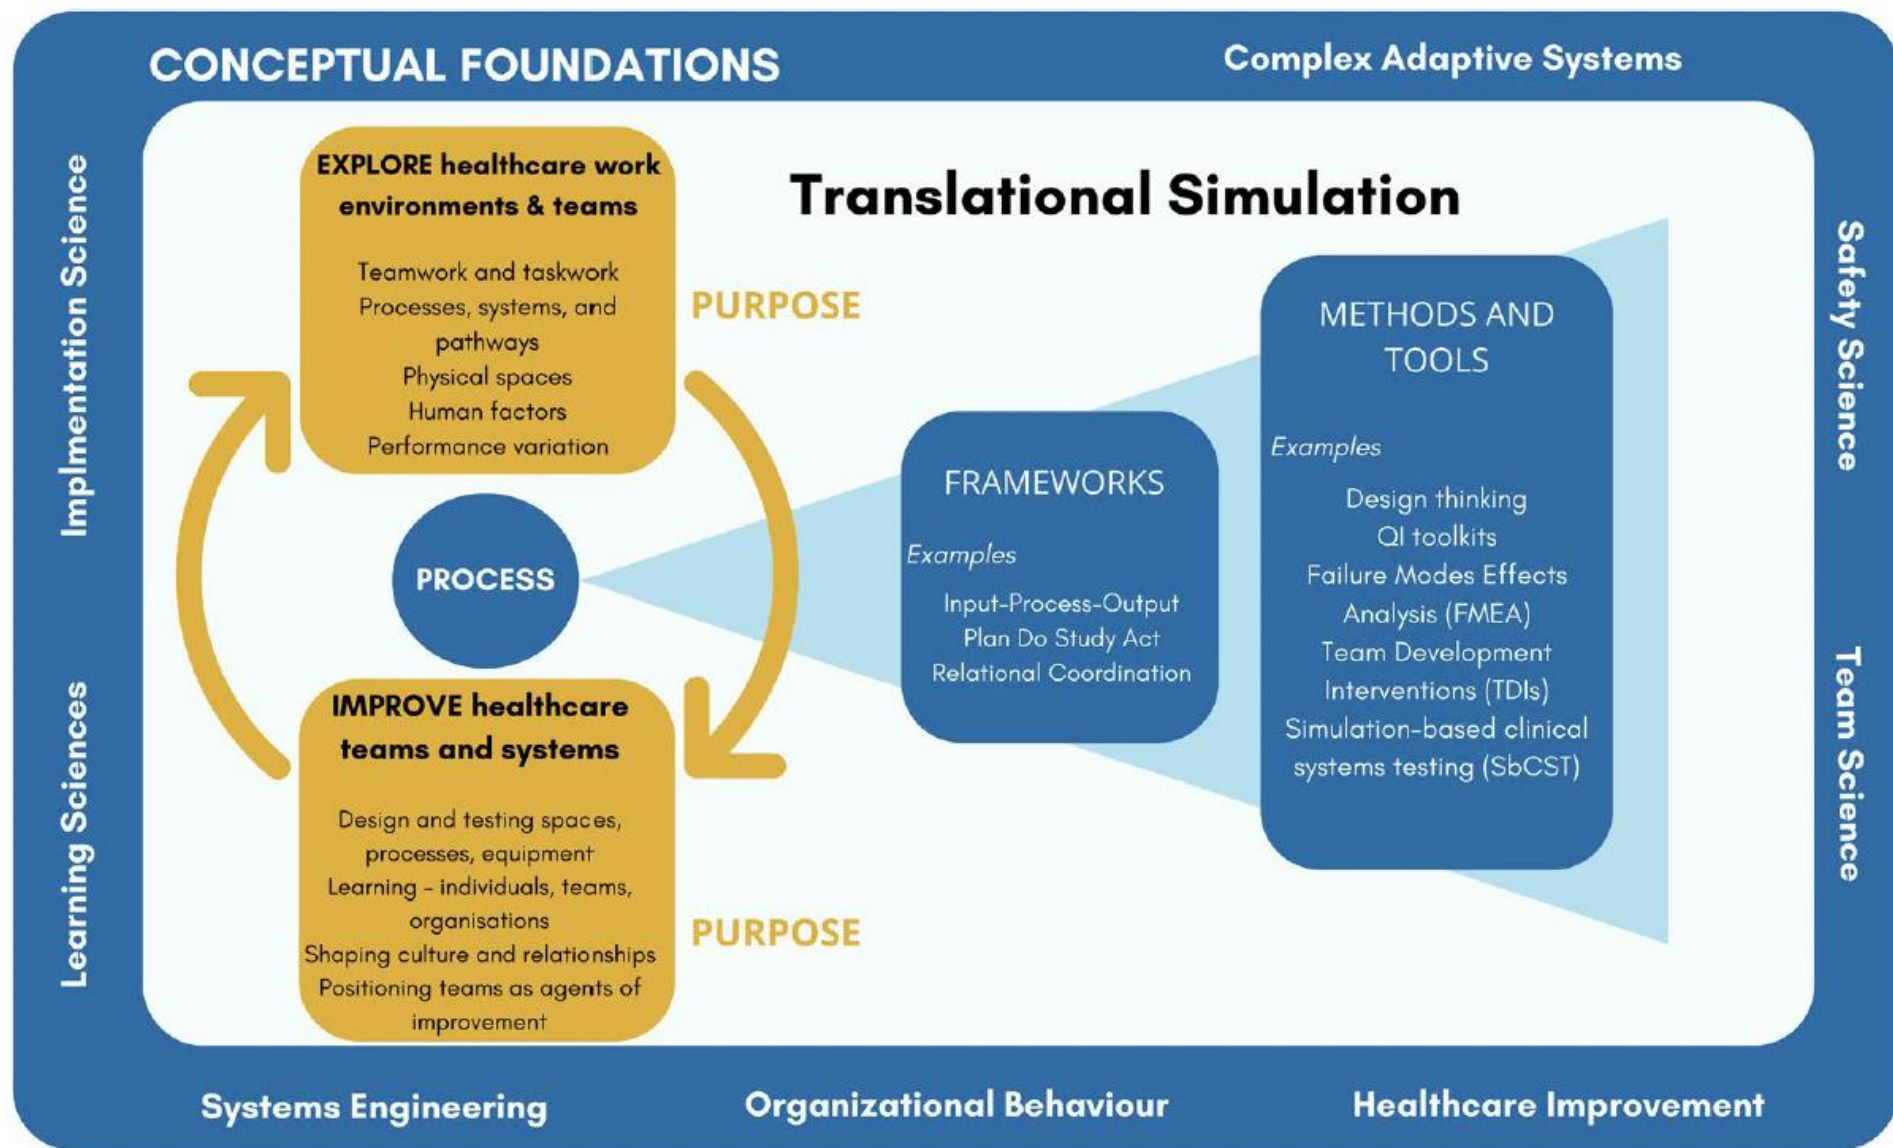 CONCEPTUAL FOUNDATIONS
Complex Adaptive Systems
Implmentation Science
Learning Sciences
EXPLORE healthcare work
environments & teams
Teamwork and taskwork
Processes, systems, and
pathways
Physical spaces
Human factors
Performance variation
Translational Simulation
PURPOSE
PROCESS
IMPROVE healthcare
teams and systems
Design and testing spaces,
processes, equipment
Learning - individuals, teams,
organisations
Shaping culture and relationships
Positioning teams as agents of
improvement
PURPOSE
FRAMEWORKS
Examples
Input-Process-Output
Plan Do Study Act
Relational Coordination
METHODS AND
TOOLS
Examples
Design thinking
QI toolkits
Failure Modes Effects
Analysis (FMEA)
Team Development
Interventions (TDIs)
Simulation-based clinical
systems testing (SbCST)
Safety Science
Team Science
Systems Engineering
Organizational Behaviour
Healthcare Improvement